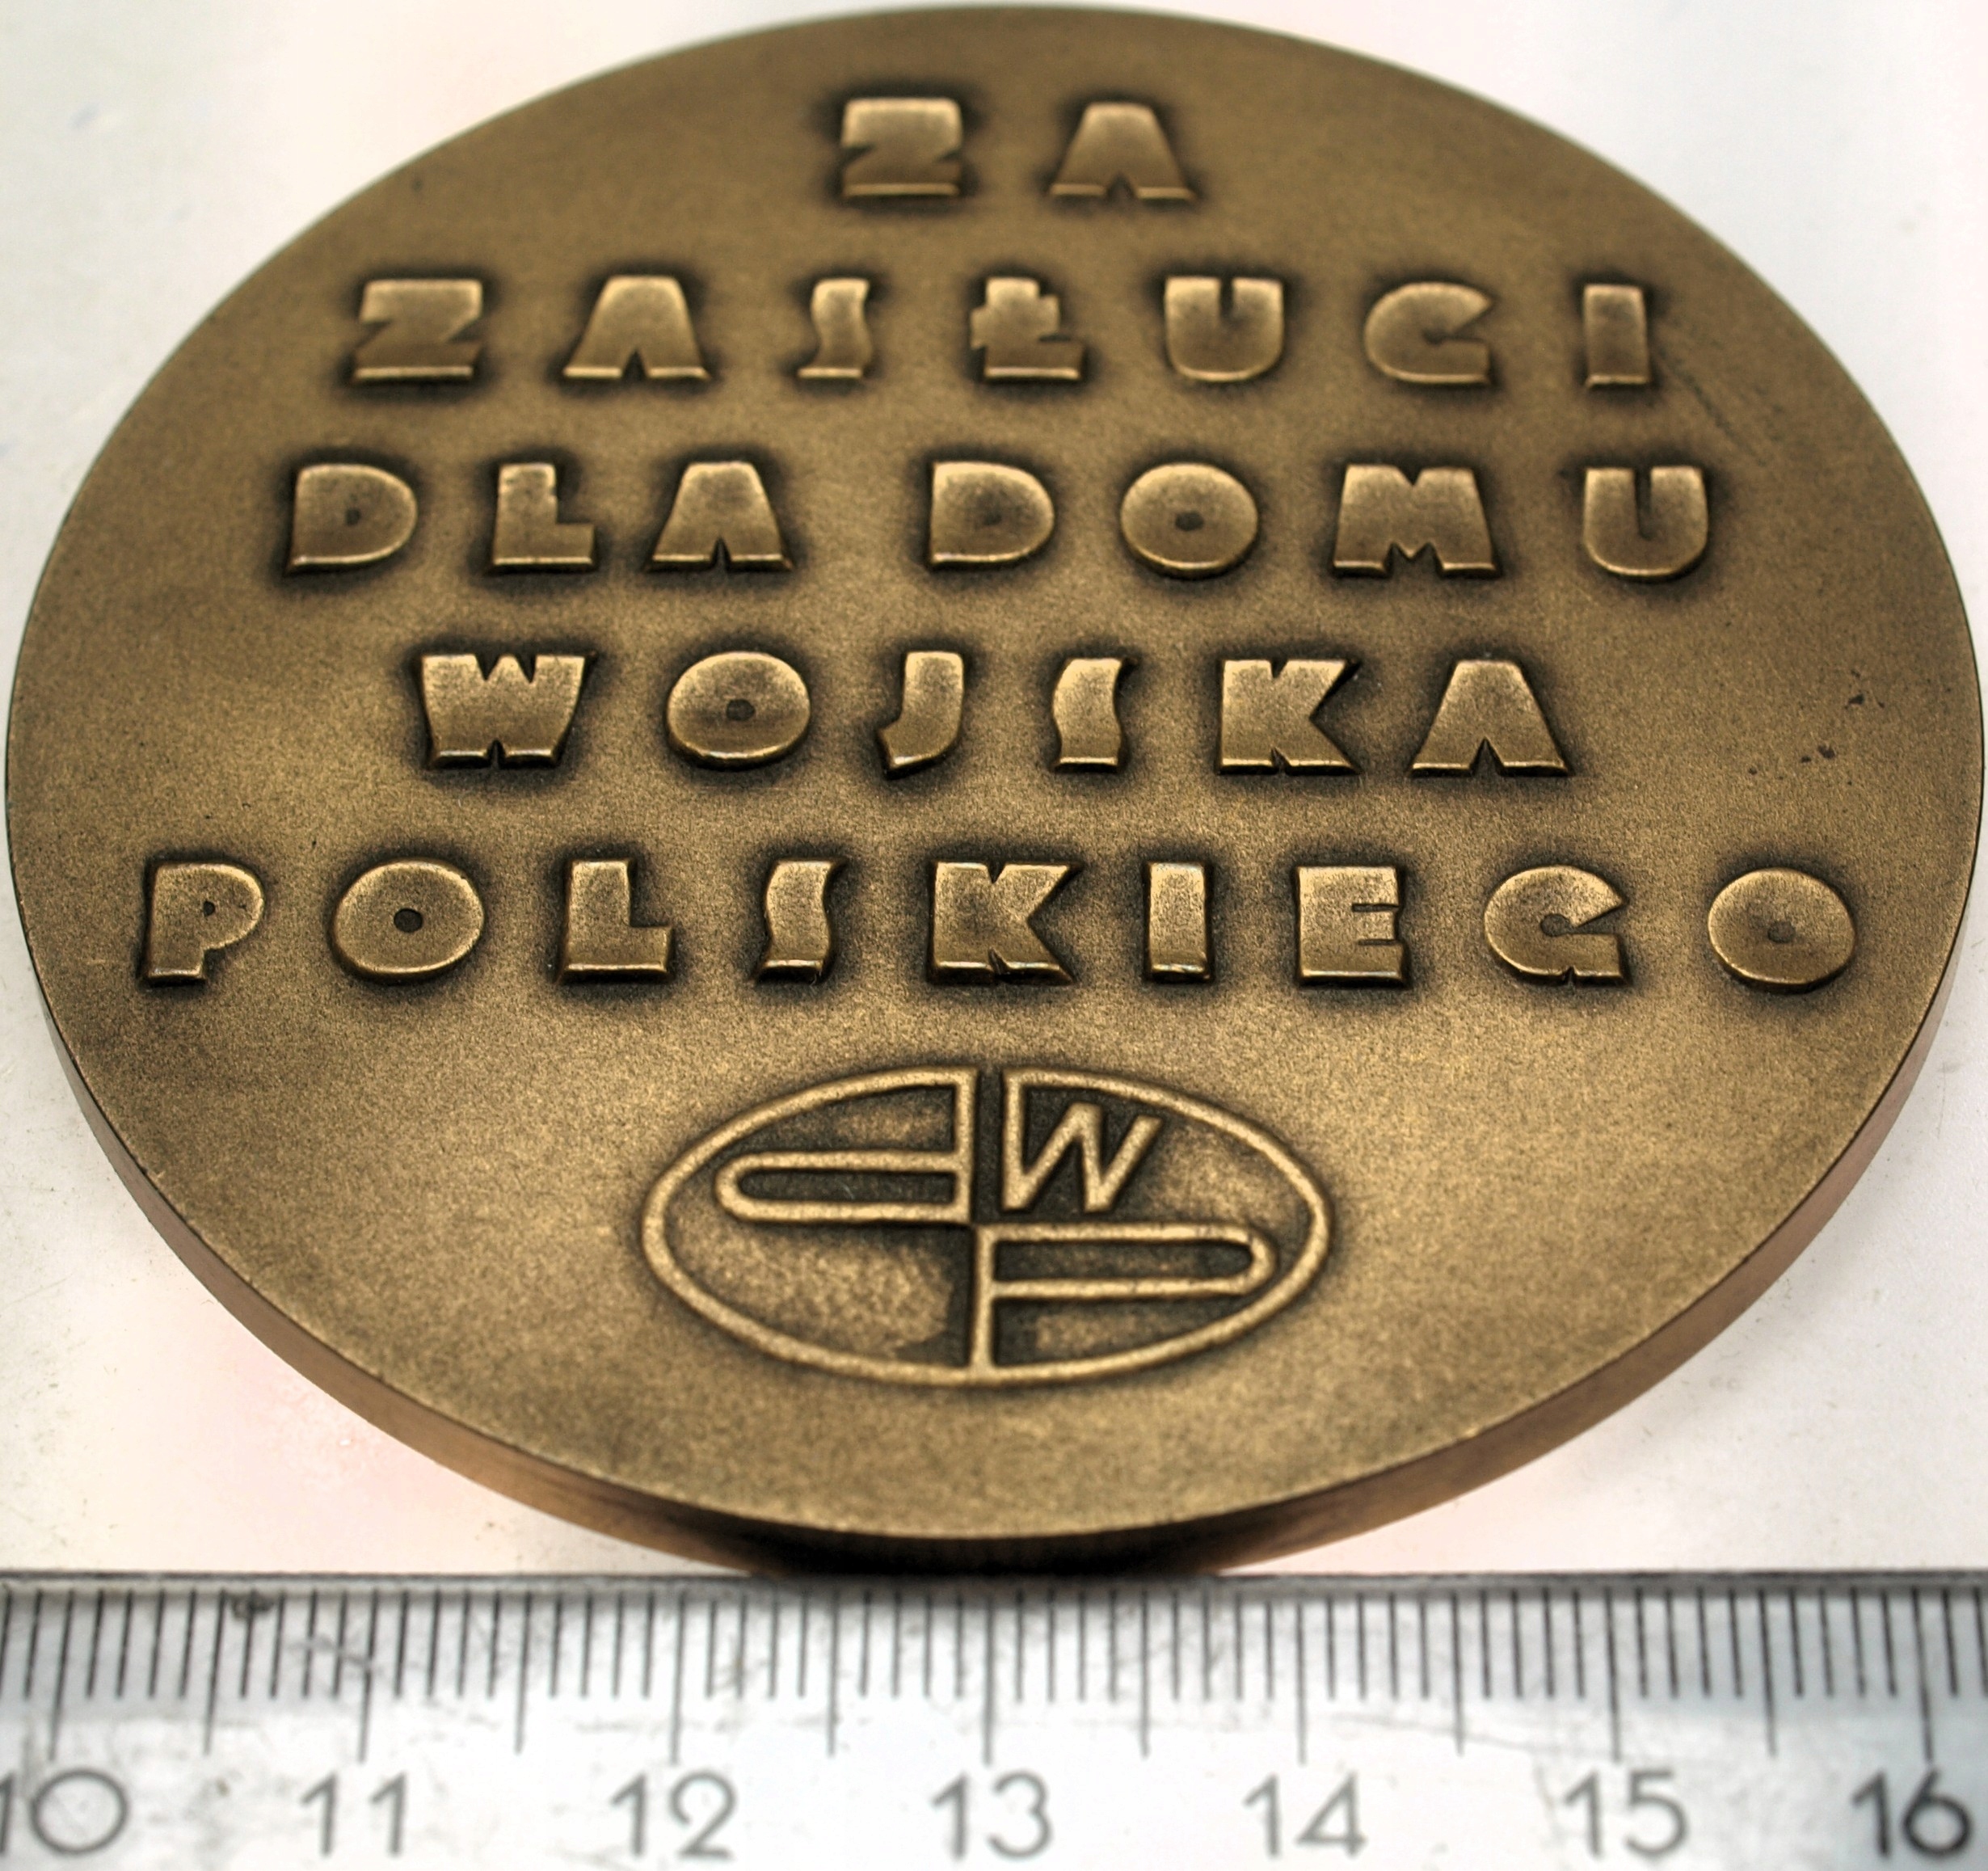 ZA
ZASŁUGI
DLA DOMU
WOJSKA
POLSKIEGO
DWP
10 11 12 13 14 15 16